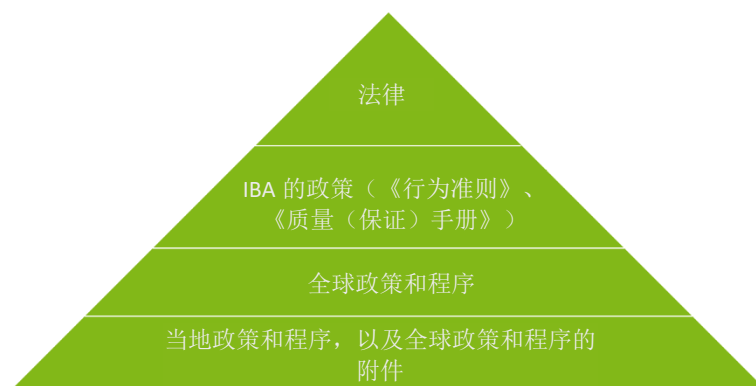 法律
IBA 的政策（《行为准则》、
《质量（保证）手册》）
全球政策和程序
当地政策和程序，以及全球政策和程序的
附件